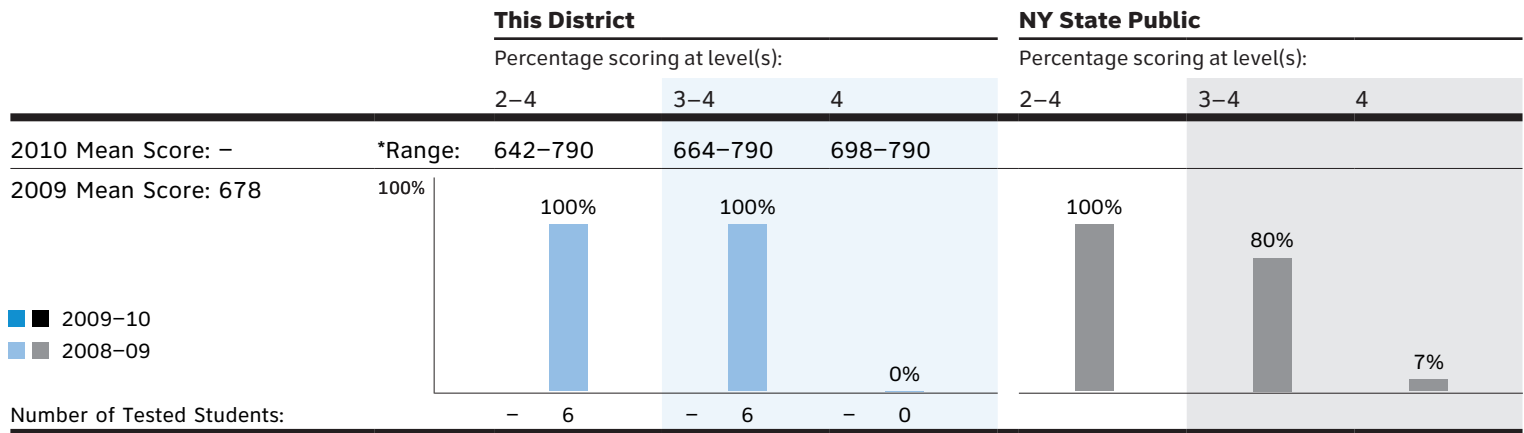 This District NY State Public
Percentage scoring at level(s): Percentage scoring at level(s):
2–4 3–4 4 2–4 3–4 4
2010 Mean Score: – *Range: 642–790 664–790 698–790
2009 Mean Score: 678 100%
100% 100% 0% 100% 80% 7%
2009–10
2008–09
Number of Tested Students: – 6 – 6 – 0